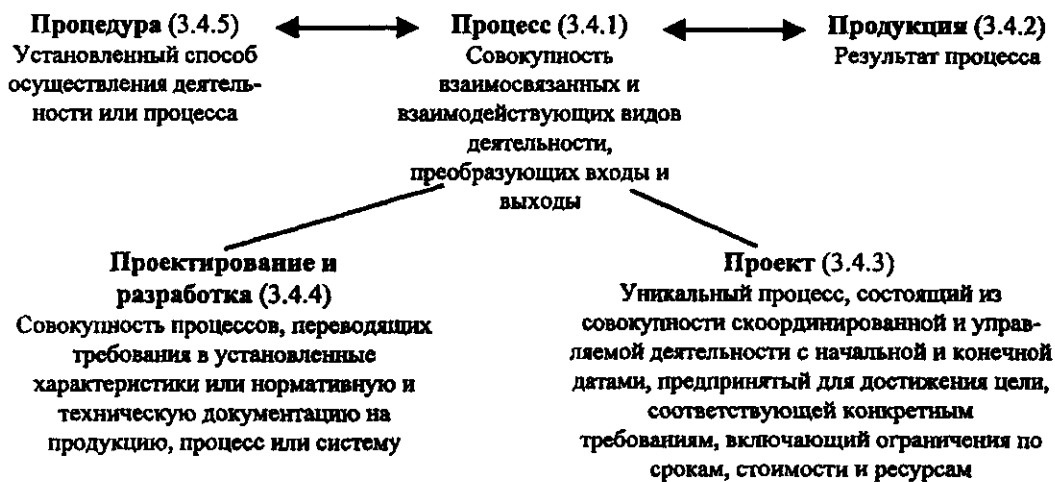 Процедура (3.4.5)
Установленный способ
осуществления деятель-
ности или процесса
Процесс (3.4.1)
Совокупность
взаимосвязанных и
взаимодействующих видов
деятельности,
преобразующих входы и
выходы
Продукция (3.4.2)
Результат процесса
Проектирование и
разработка (3.4.4)
Совокупность процессов, переводящих
требования в установленные
характеристики или нормативную и
техническую документацию на
продукцию, процесс или систему
Проект (3.4.3)
Уникальный процесс, состоящий из
совокупности скоординированной и управ-
ляемой деятельности с начальной и конечной
датами, предпринятый для достижения цели,
соответствующей конкретным
требованиям, включающий ограничения по
срокам, стоимости и ресурсам